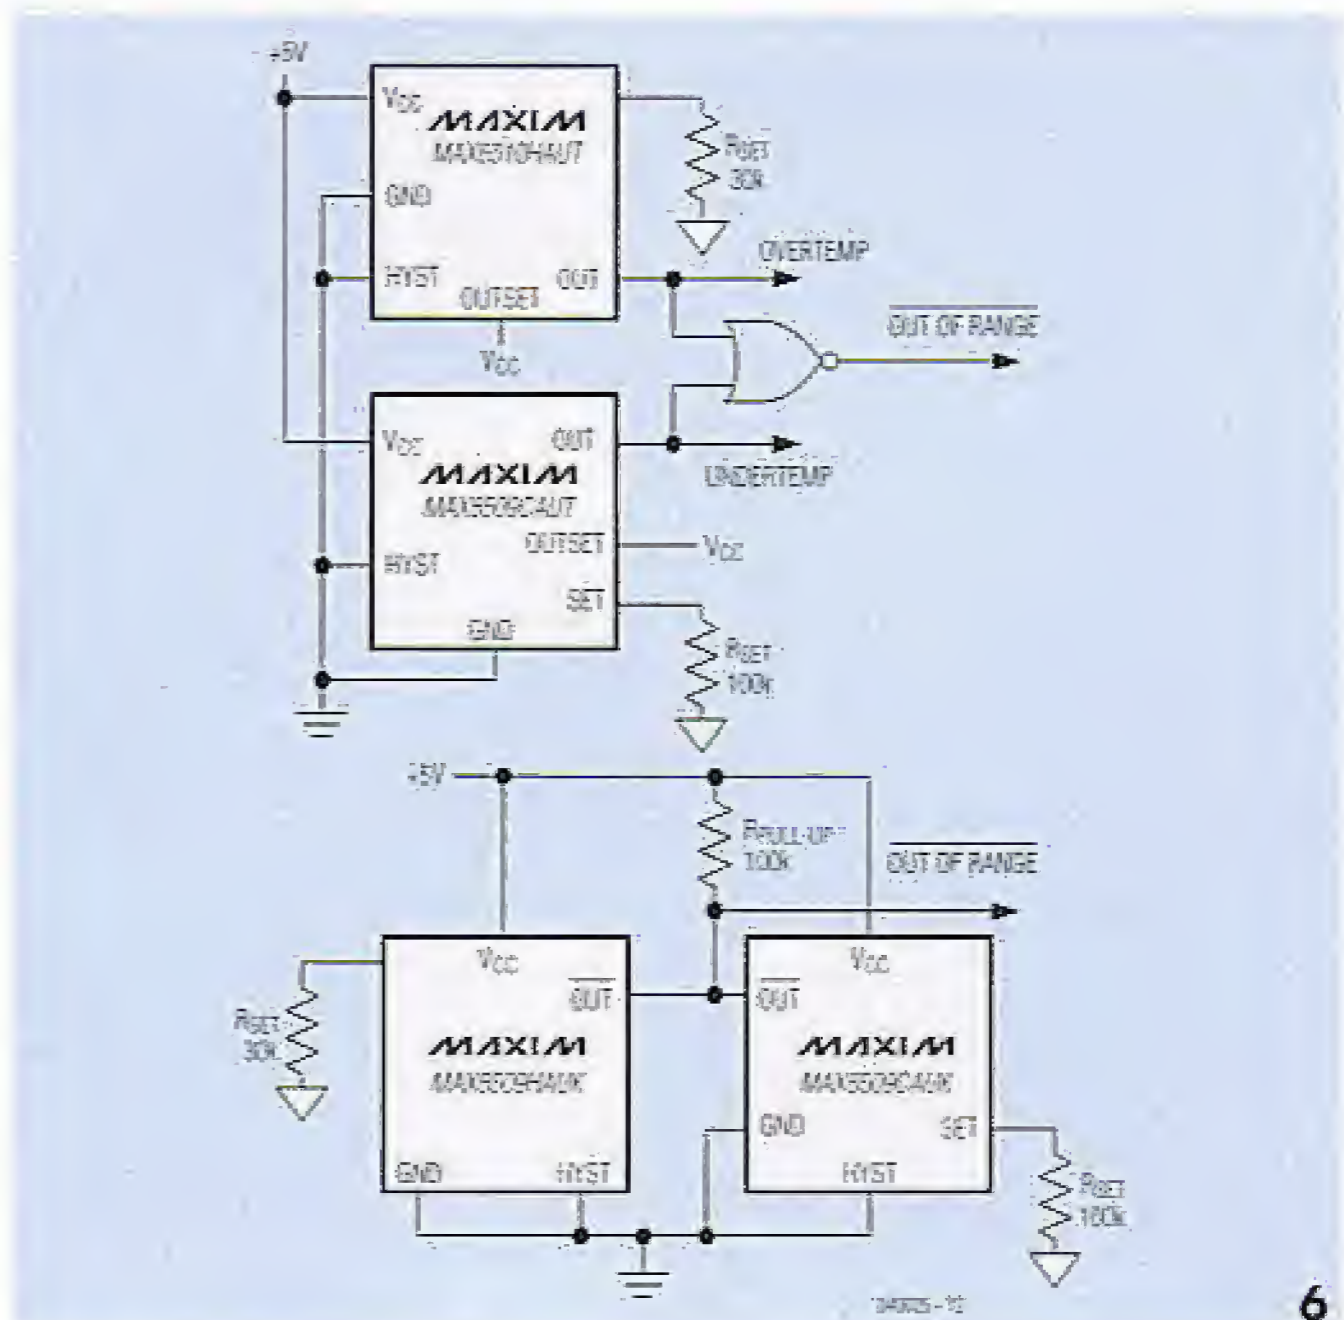 +5V
VCC
MAXIM
RSET
30k
GND
HYST
OUTSET
OUT
OVERTEMP
OUT OF RANGE
VCC
VCC
OUT
MAXIM
UNDERTEMP
OUTSET
VCC
HYST
SET
GND
RSET
100k
+5V
RPULL-UP
100k
OUT OF RANGE
VCC
OUT
RSET
30k
MAXIM
GND
HYST
VCC
OUT
MAXIM
GND
SET
HYST
RSET
100k
6